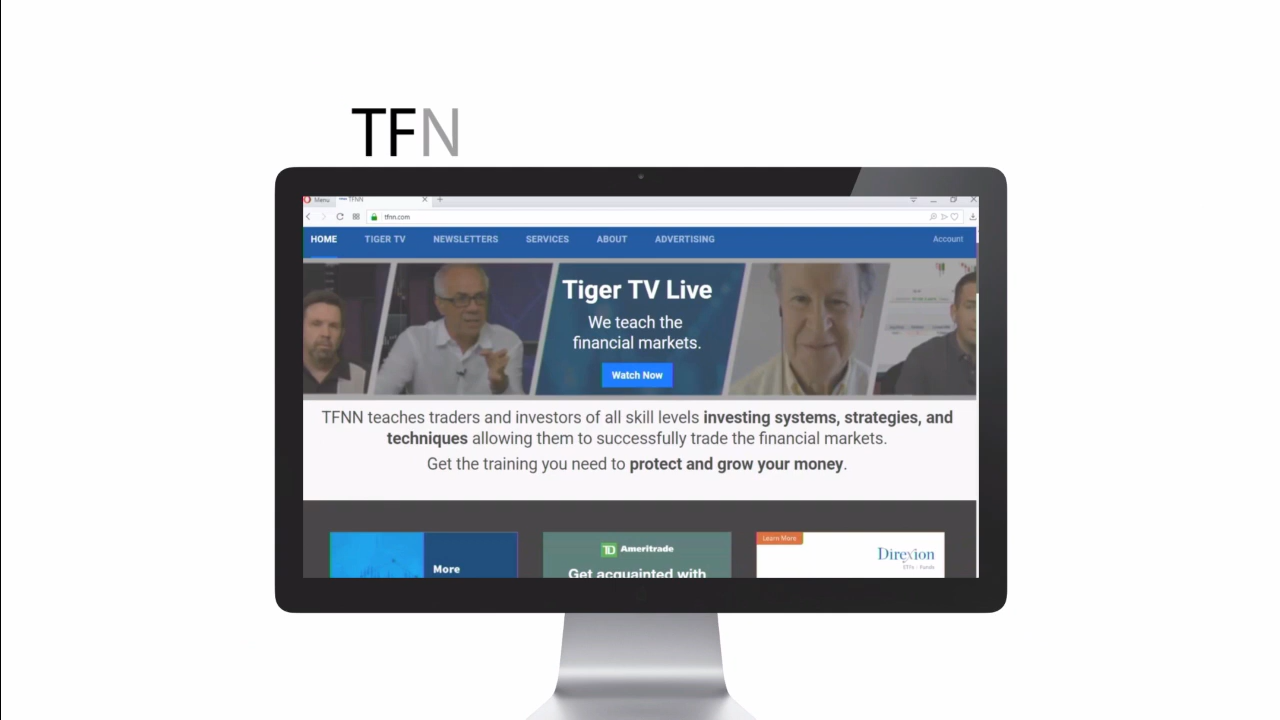 TFN
Menu
TFNN
tfnn.com
HOME TIGER TV NEWSLETTERS SERVICES ABOUT ADVERTISING Account
Tiger TV Live
We teach the
financial markets.
Watch Now
TFNN teaches traders and investors of all skill levels investing systems, strategies, and
techniques allowing them to successfully trade the financial markets.
Get the training you need to protect and grow your money.
More
TD Ameritrade
Get acquainted with
Learn More
Direxion
ETFs Funds